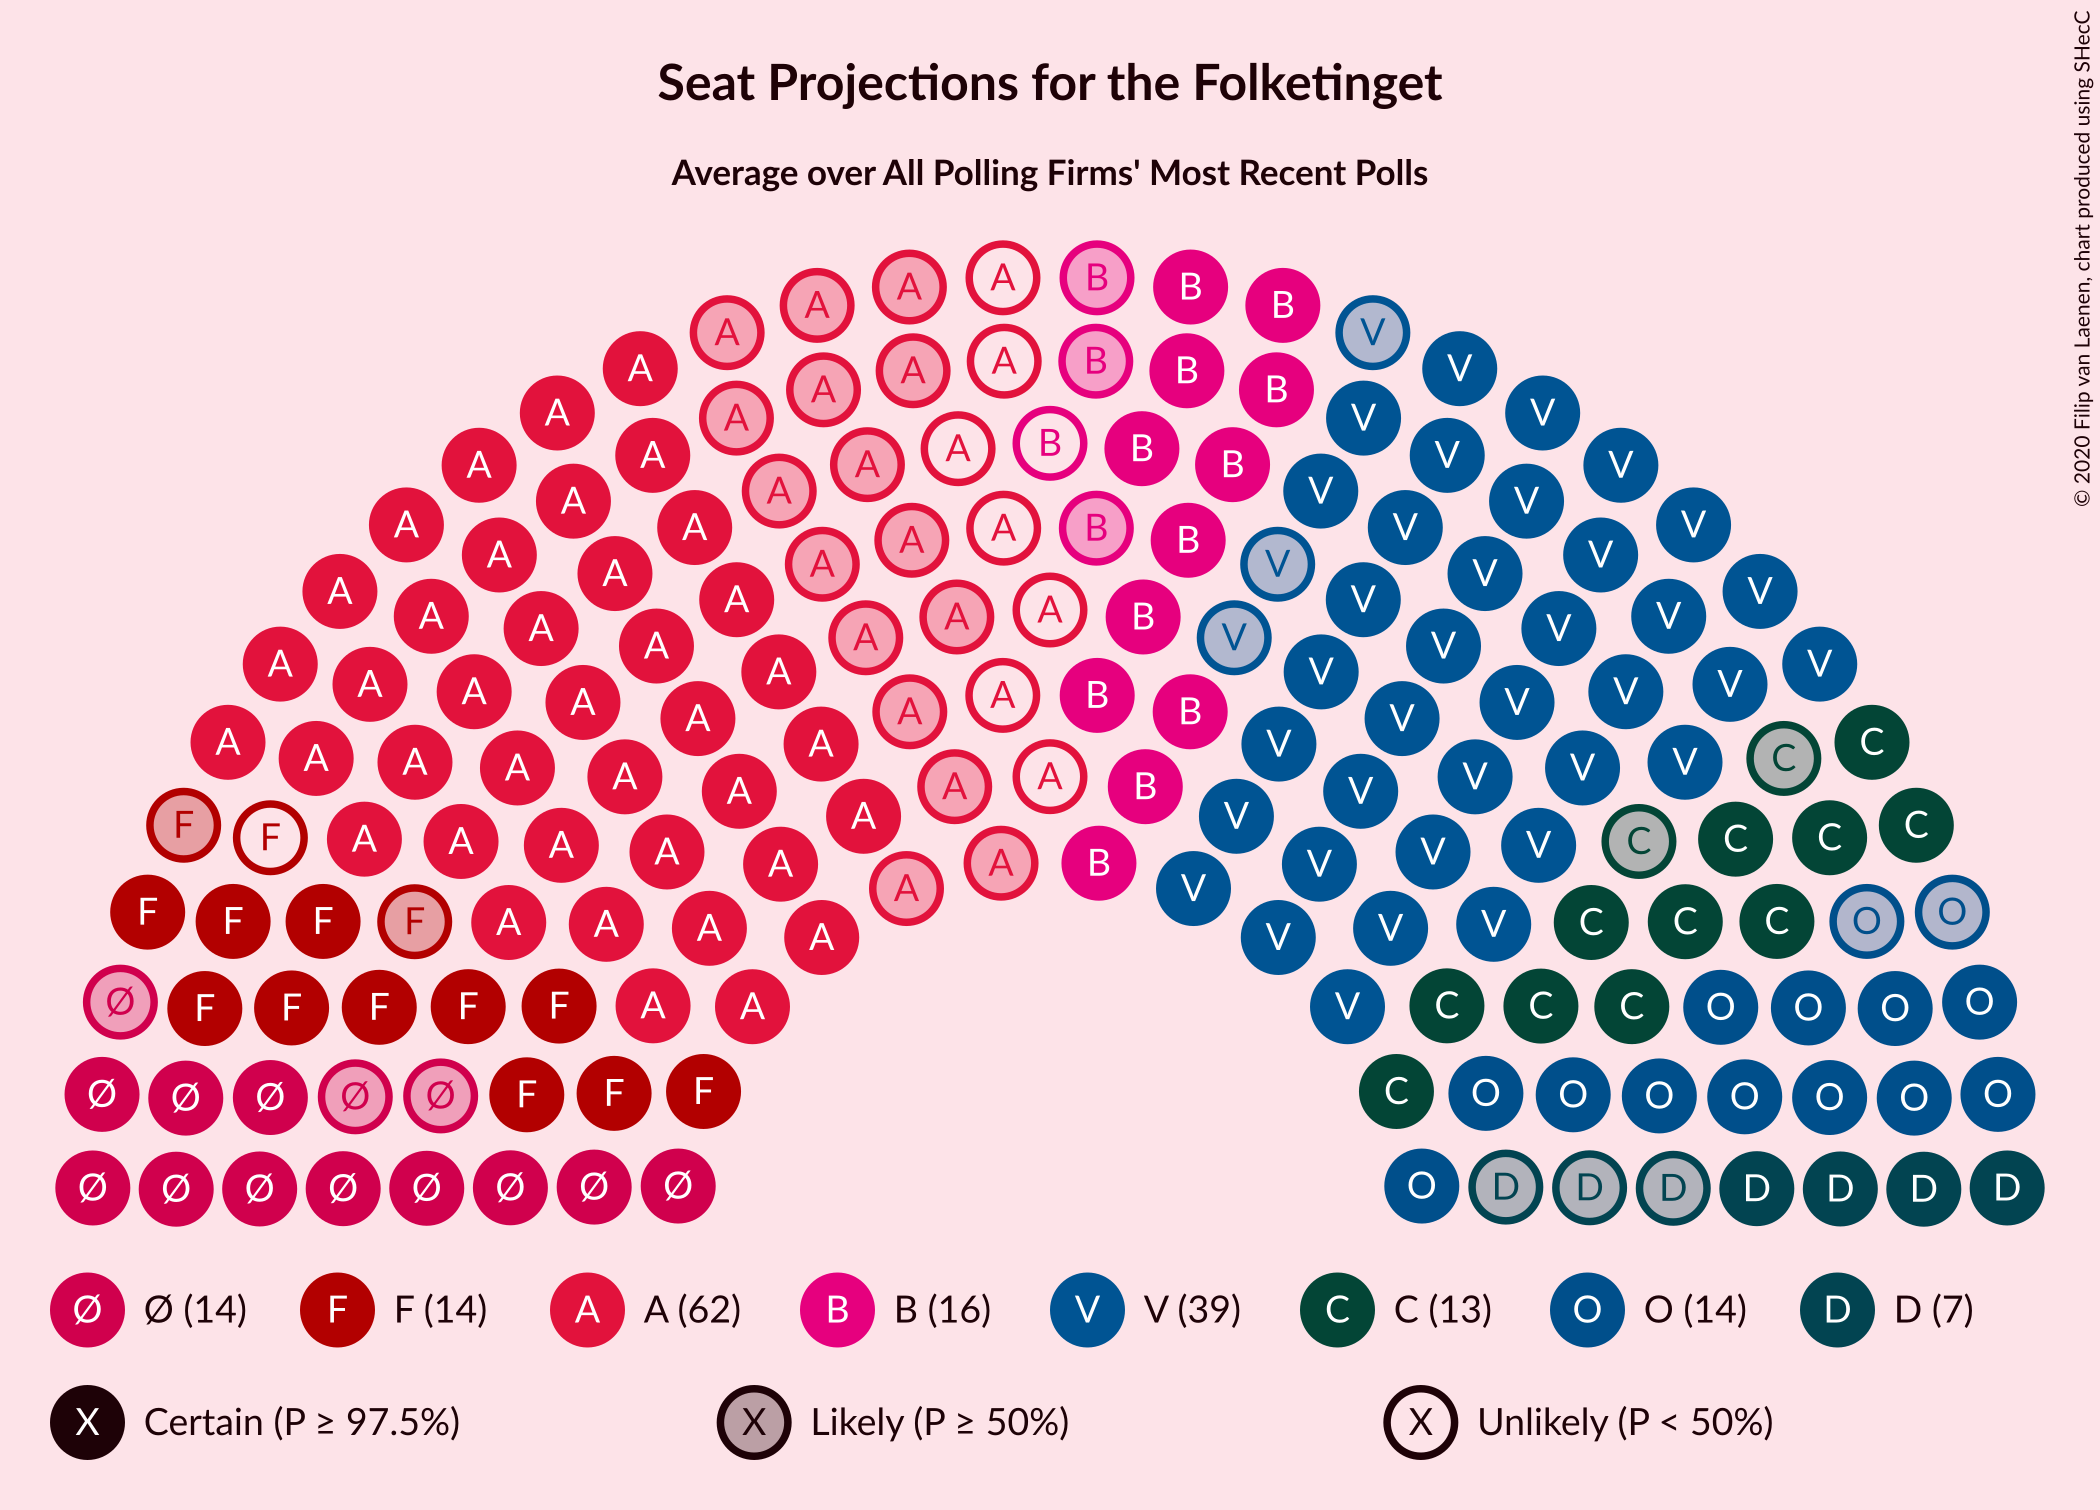 Seat Projections for the Folketinget
Average over All Polling Firms' Most Recent Polls
© 2020 Filip van Laenen, chart produced using SHecC
A A A B B B
A A A A A B B B V V
A A A A A A B B B V V V V
A A A A A A A B B V V V V V
A A A A A A A A B V V V V V V
A A A A A A A A A B B V V V V V V V
A A A A A A A A A A B V V V V V V C C
F F A A A A A A A A B V V V V V C C C C
F F F F A A A A V V V C C C O O
Ø F F F F F A A V C C C O O O O
Ø Ø Ø Ø Ø F F F C O O O O O O O
Ø Ø Ø Ø Ø Ø Ø Ø O D D D D D D D
Ø Ø (14) F F (14) A A (62) B B (16) V V (39) C C (13) O O (14) D D (7)
X Certain (P ≥ 97.5%) X Likely (P ≥ 50%) X Unlikely (P < 50%)